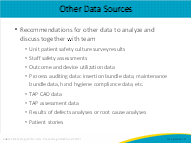 Other Data Sources
• Recommendations for other data to analyze and
discuss together with team
• Unit patient safety culture survey results
• Staff safety assessments
• Outcome and device utilization data
• Process auditing data: insertion bundle data; maintenance
bundle data, hand hygiene compliance data; etc.
• TAP CAD data
• TAP assessment data
• Results of defects analyses or root cause analyses
• Patient stories